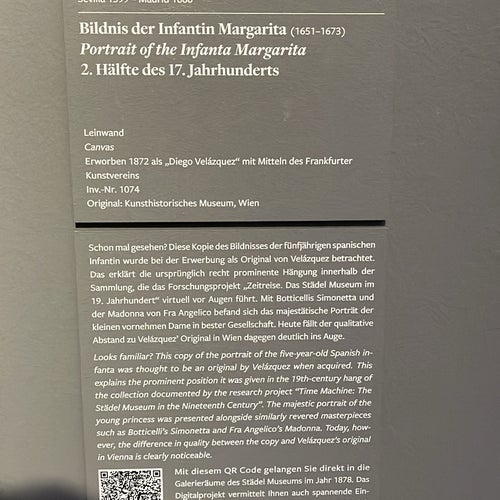 Sevilla 1599 – Madrid 1660
Bildnis der Infantin Margarita (1651–1673)
Portrait of the Infanta Margarita
2. Hälfte des 17. Jahrhunderts
Leinwand
Canvas
Erworben 1872 als „Diego Velázquez“ mit Mitteln des Frankfurter
Kunstvereins
Inv.-Nr. 1074
Original: Kunsthistorisches Museum, Wien
Schon mal gesehen? Diese Kopie des Bildnisses der fünfjährigen spanischen
Infantin wurde bei der Erwerbung als Original von Velázquez betrachtet.
Das erklärt die ursprünglich recht prominente Hängung innerhalb der
Sammlung, die das Forschungsprojekt „Zeitreise. Das Städel Museum im
19. Jahrhundert“ virtuell vor Augen führt. Mit Botticellis Simonetta und
der Madonna von Fra Angelico befand sich das majestätische Porträt der
kleinen vornehmen Dame in bester Gesellschaft. Heute fällt der qualitative
Abstand zu Velázquez’ Original in Wien dagegen deutlich ins Auge.
Looks familiar? This copy of the portrait of the five-year-old Spanish in-
fanta was thought to be an original by Velázquez when acquired. This
explains the prominent position it was given in the 19th-century hang of
the collection documented by the research project “Time Machine: The
Städel Museum in the Nineteenth Century”. The majestic portrait of the
young princess was presented alongside similarly revered masterpieces
such as Botticelli’s Simonetta and Fra Angelico’s Madonna. Today, how-
ever, the difference in quality between the copy and Velázquez’s original
in Vienna is clearly noticeable.
Mit diesem QR Code gelangen Sie direkt in die
Galerieräume des Städel Museums im Jahr 1878. Das
Digitalprojekt vermittelt Ihnen auch spannende Ein-